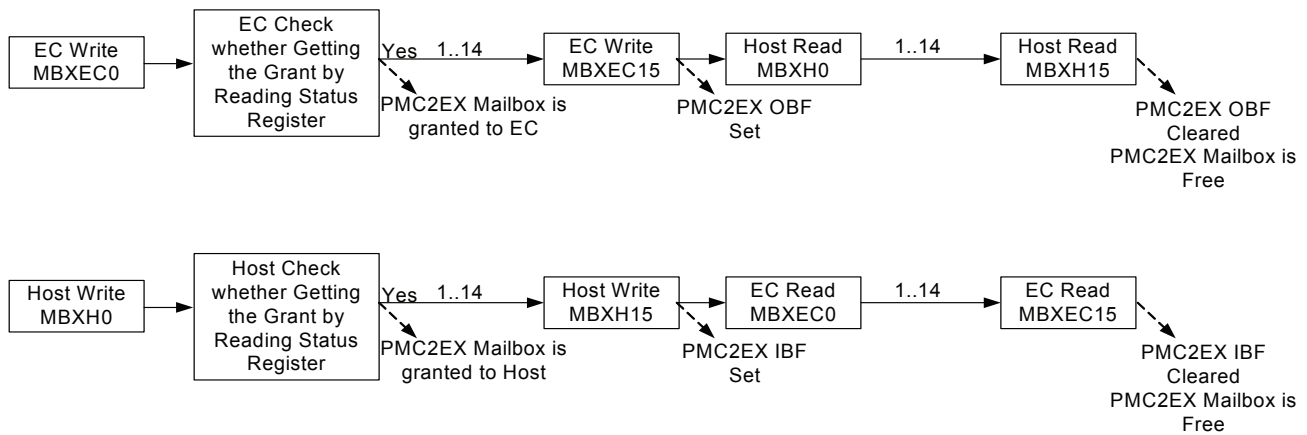 EC Write
MBXEC0
EC Check
whether Getting
the Grant by
Reading Status
Register
Yes
1..14
PMC2EX Mailbox is
granted to EC
EC Write
MBXEC15
PMC2EX OBF
Set
Host Read
MBXH0
1..14
Host Read
MBXH15
PMC2EX OBF
Cleared
PMC2EX Mailbox is
Free
Host Write
MBXH0
Host Check
whether Getting
the Grant by
Reading Status
Register
Yes
1..14
PMC2EX Mailbox is
granted to Host
Host Write
MBXH15
PMC2EX IBF
Set
EC Read
MBXEC0
1..14
EC Read
MBXEC15
PMC2EX IBF
Cleared
PMC2EX Mailbox is
Free